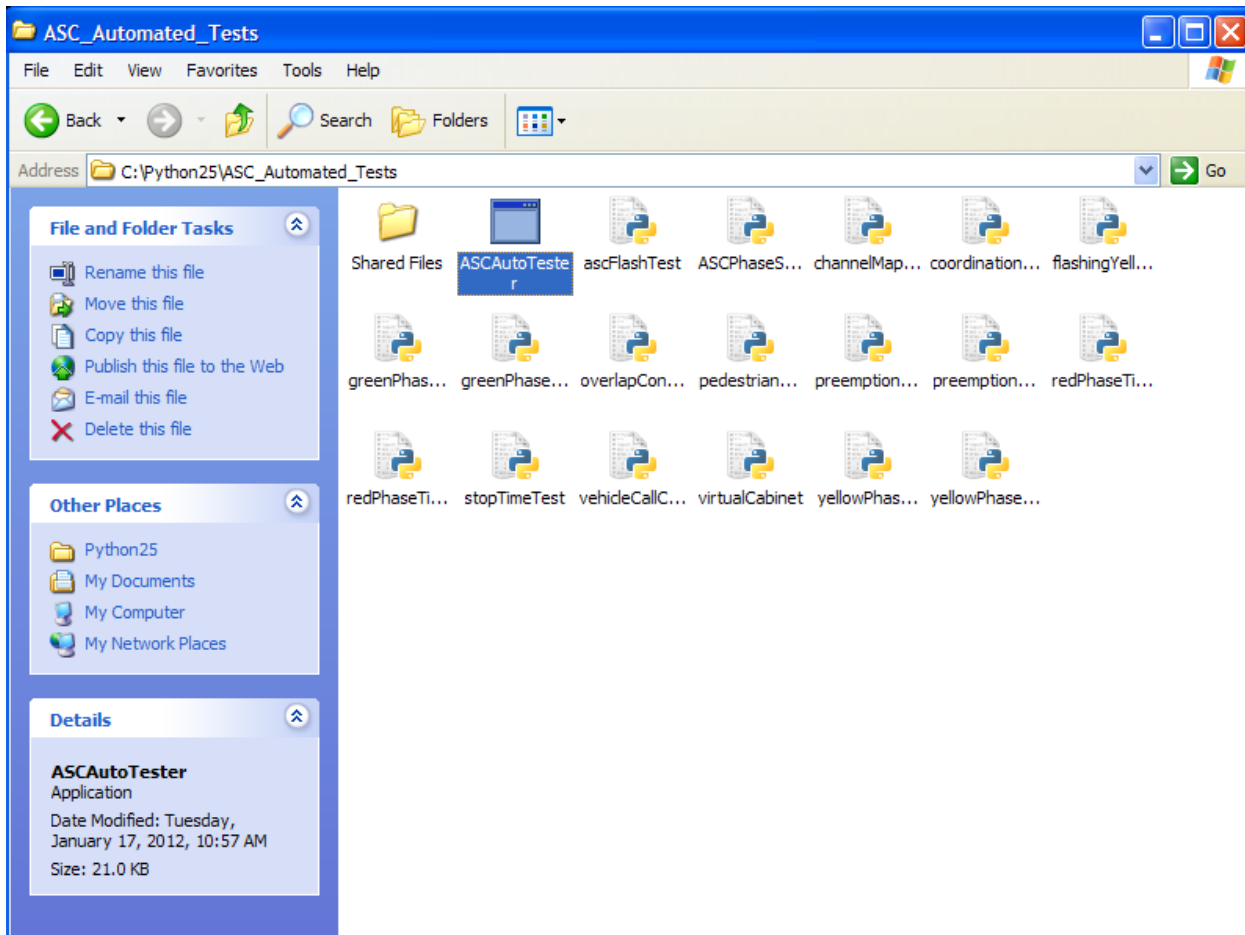 ASC_Automated_Tests
File Edit View Favorites Tools Help
Back Search Folders
Address C:\Python25\ASC_Automated_Tests Go
File and Folder Tasks
Rename this file
Move this file
Copy this file
Publish this file to the Web
E-mail this file
Delete this file
Other Places
Python25
My Documents
My Computer
My Network Places
Details
ASCAutoTester
Application
Date Modified: Tuesday,
January 17, 2012, 10:57 AM
Size: 21.0 KB
Shared Files ASCAutoTeste ascFlashTest ASCPhaseS... channelMap... coordination... flashingYell...
r
greenPhas... greenPhase... overlapCon... pedestrian... preemption... preemption... redPhaseTi...
redPhaseTi... stopTimeTest vehicleCallC... virtualCabinet yellowPhas... yellowPhase...